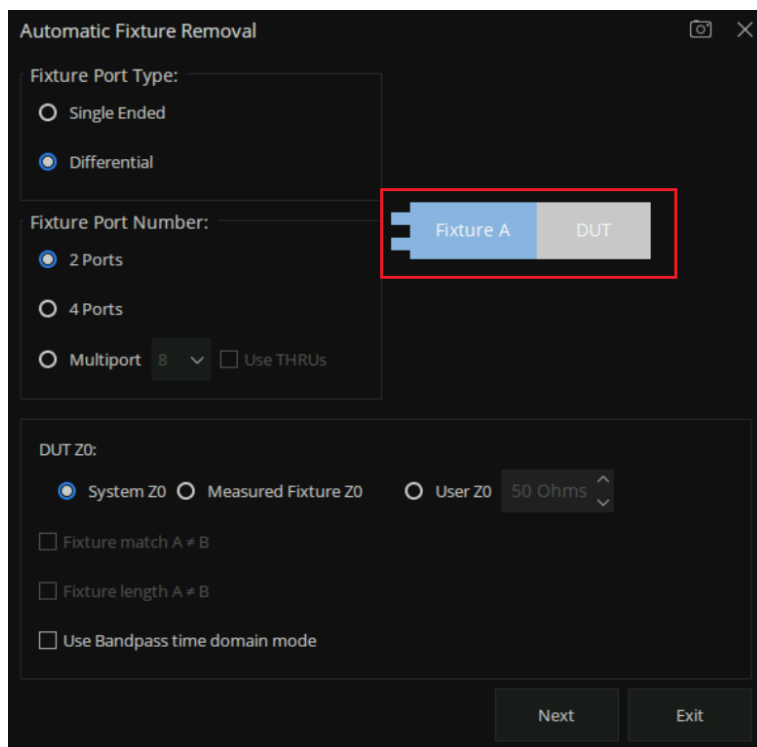 Automatic Fixture Removal
Fixture Port Type:
Single Ended
Differential
Fixture Port Number:
2 Ports
4 Ports
Multiport 8 Use THRUs
Fixture A DUT
DUT Z0:
System Z0 Measured Fixture Z0 User Z0 50 Ohms
Fixture match A ≠ B
Fixture length A ≠ B
Use Bandpass time domain mode
Next Exit